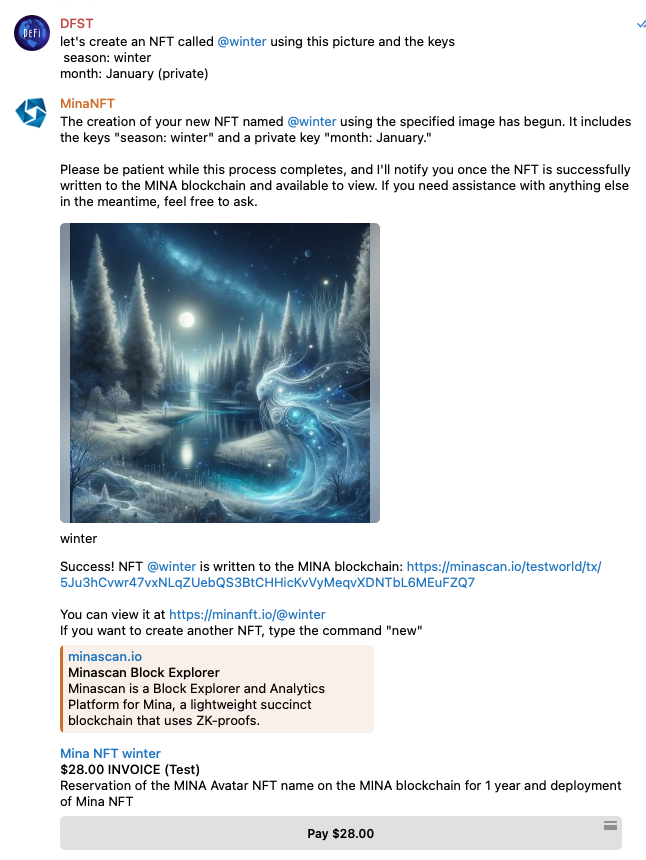 DEFi
DFST
let's create an NFT called @winter using this picture and the keys
season: winter
month: January (private)
MinaNFT
The creation of your new NFT named @winter using the specified image has begun. It includes
the keys "season: winter" and a private key "month: January."
Please be patient while this process completes, and I'll notify you once the NFT is successfully
written to the MINA blockchain and available to view. If you need assistance with anything else
in the meantime, feel free to ask.
winter
Success! NFT @winter is written to the MINA blockchain: https://minascan.io/testworld/tx/
5Ju3hCvwr47vxNLqZUebQS3BtCHHicKvVyMeqvXDNTbL6MEuFZQ7
You can view it at https://minanft.io/@winter
If you want to create another NFT, type the command "new"
minascan.io
Minascan Block Explorer
Minascan is a Block Explorer and Analytics
Platform for Mina, a lightweight succinct
blockchain that uses ZK-proofs.
Mina NFT winter
$28.00 INVOICE (Test)
Reservation of the MINA Avatar NFT name on the MINA blockchain for 1 year and deployment
of Mina NFT
Pay $28.00